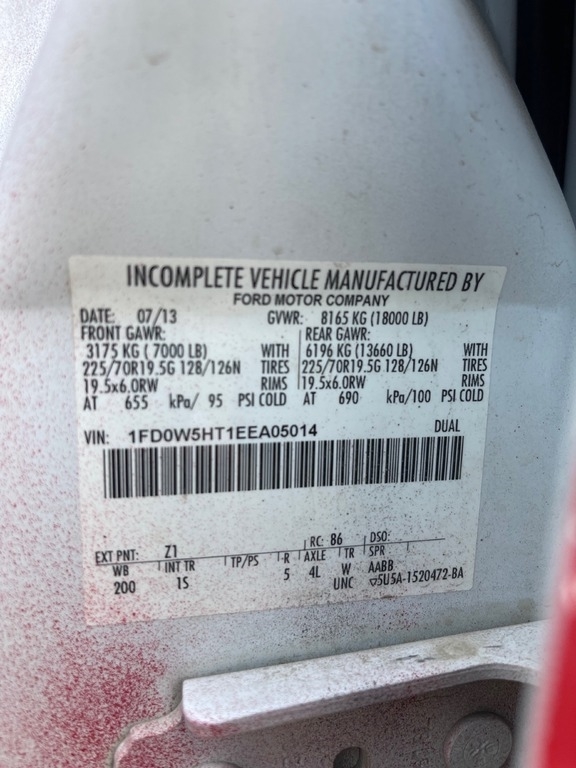 INCOMPLETE VEHICLE MANUFACTURED BY
FORD MOTOR COMPANY
DATE: 07/13 GVWR: 8165 KG (18000 LB)
FRONT GAWR: REAR GAWR:
3175 KG ( 7000 LB) WITH 6196 KG (13660 LB) WITH
225/70R19.5G 128/126N TIRES 225/70R19.5G 128/126N TIRES
19.5x6.0RW RIMS 19.5x6.0RW RIMS
AT 655 kPa/ 95 PSI COLD AT 690 kPa/100 PSI COLD
VIN: 1FD0W5HT1EEA05014 DUAL
EXT PNT: Z1 RC: 86 DSO:
WB INT TR TP/PS R AXLE TR SPR
200 1S 5 4L W AABB
UNC 5U5A-1520472-BA